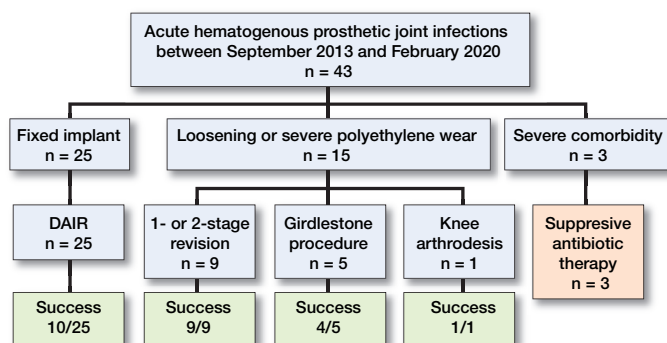 Acute hematogenous prosthetic joint infections
between September 2013 and February 2020
n = 43
Fixed implant
n = 25
Loosening or severe polyethylene wear
n = 15
Severe comorbidity
n = 3
DAIR
n = 25
1- or 2-stage
revision
n = 9
Girdlestone
procedure
n = 5
Knee
arthrodesis
n = 1
Suppresive
antibiotic
therapy
n = 3
Success
10/25
Success
9/9
Success
4/5
Success
1/1